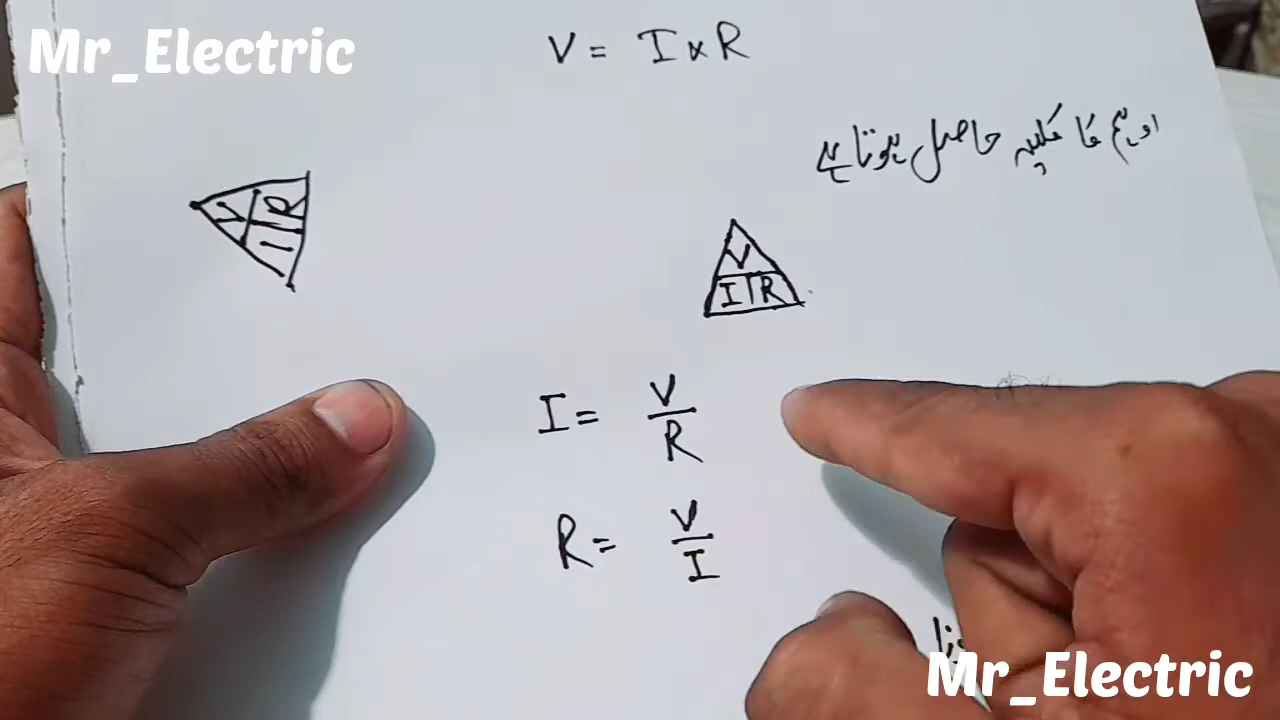 Mr_Electric
V = I × R
اوہم کا کلیہ حاصل ہوتا ہے
V R
I
V
I R
I = V/R
R = V/I
Mr_Electric